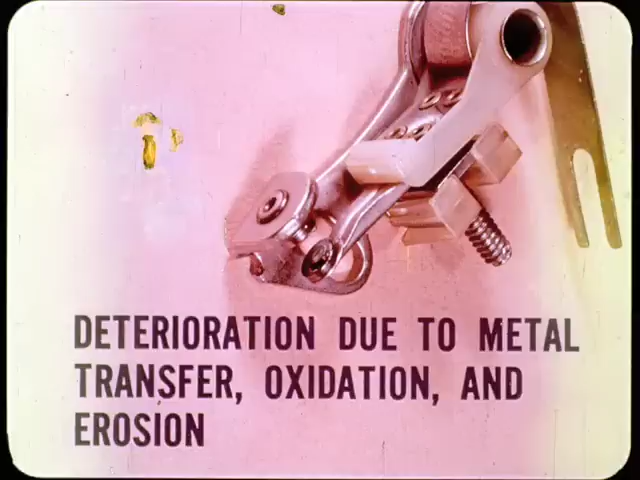 DETERIORATION DUE TO METAL
TRANSFER, OXIDATION, AND
EROSION